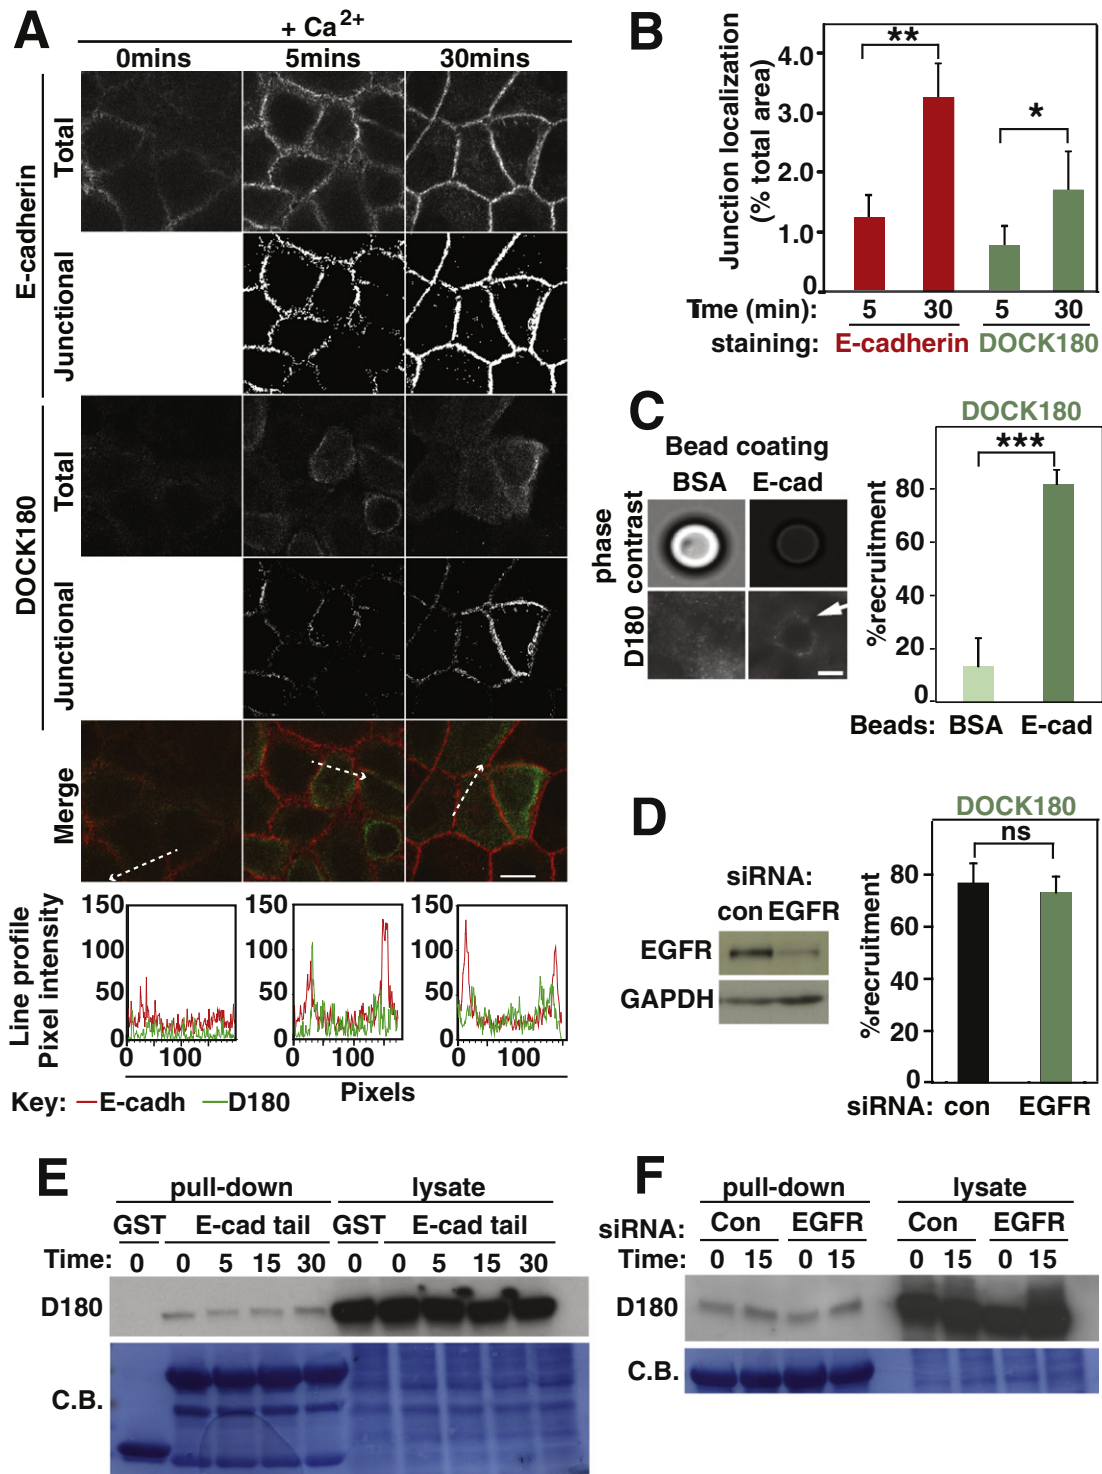 A
+ Ca2+
0mins 5mins 30mins
E-cadherin
Total
Junctional
DOCK180
Total
Junctional
Merge
Line profile
Pixel intensity
150 150 150
100 100 100
50 50 50
0 0 0
0 100 0 100 0 100
Pixels
Key: E-cadh D180
B
Junction localization
(% total area)
4.0
3.0
2.0
1.0
0
** *
Time (min): 5 30 5 30
staining: E-cadherin DOCK180
C
Bead coating
BSA E-cad
phase
contrast
D180
DOCK180
***
%recruitment
80
60
40
20
0
Beads: BSA E-cad
D
siRNA:
con EGFR
EGFR
GAPDH
DOCK180
ns
%recruitment
80
60
40
20
0
siRNA: con EGFR
E
pull-down lysate
GST E-cad tail GST E-cad tail
Time: 0 0 5 15 30 0 0 5 15 30
D180
C.B.
F
pull-down lysate
siRNA: Con EGFR Con EGFR
Time: 0 15 0 15 0 15 0 15
D180
C.B.